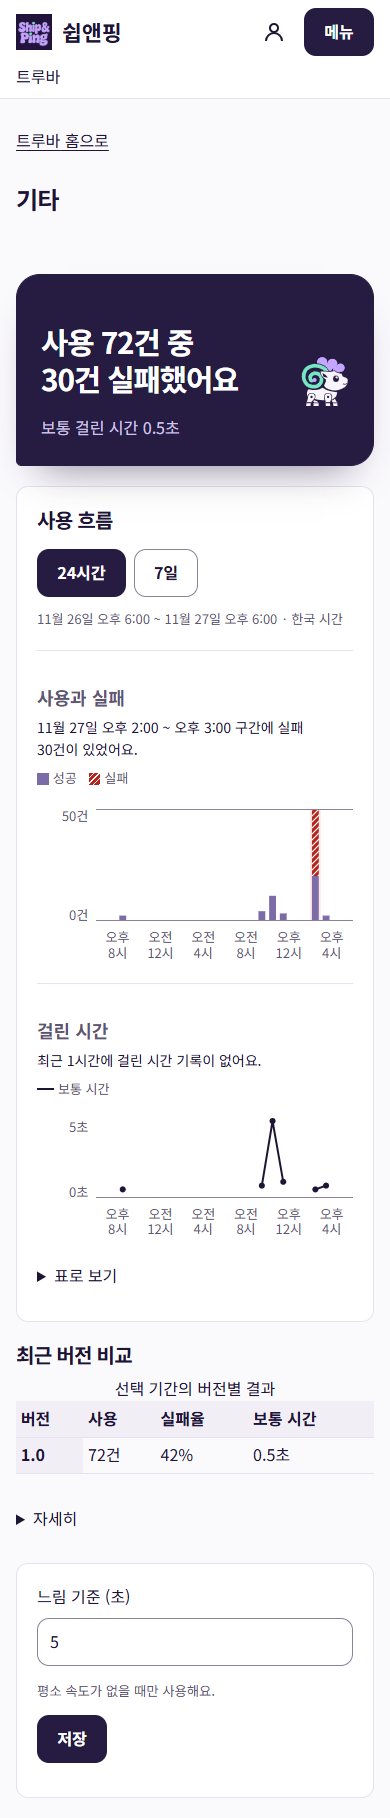 Ship&
Ping
쉽앤핑
메뉴
트루바
트루바 홈으로
기타
사용 72건 중
30건 실패했어요
보통 걸린 시간 0.5초
사용 흐름
24시간
7일
11월 26일 오후 6:00 ~ 11월 27일 오후 6:00 · 한국 시간
사용과 실패
11월 27일 오후 2:00 ~ 오후 3:00 구간에 실패
30건이 있었어요.
성공 실패
50건
0건
오후 오전 오전 오전 오후 오후
8시 12시 4시 8시 12시 4시
걸린 시간
최근 1시간에 걸린 시간 기록이 없어요.
보통 시간
5초
0초
오후 오전 오전 오전 오후 오후
8시 12시 4시 8시 12시 4시
표로 보기
최근 버전 비교
선택 기간의 버전별 결과
버전 사용 실패율 보통 시간
1.0 72건 42% 0.5초
자세히
느림 기준 (초)
5
평소 속도가 없을 때만 사용해요.
저장